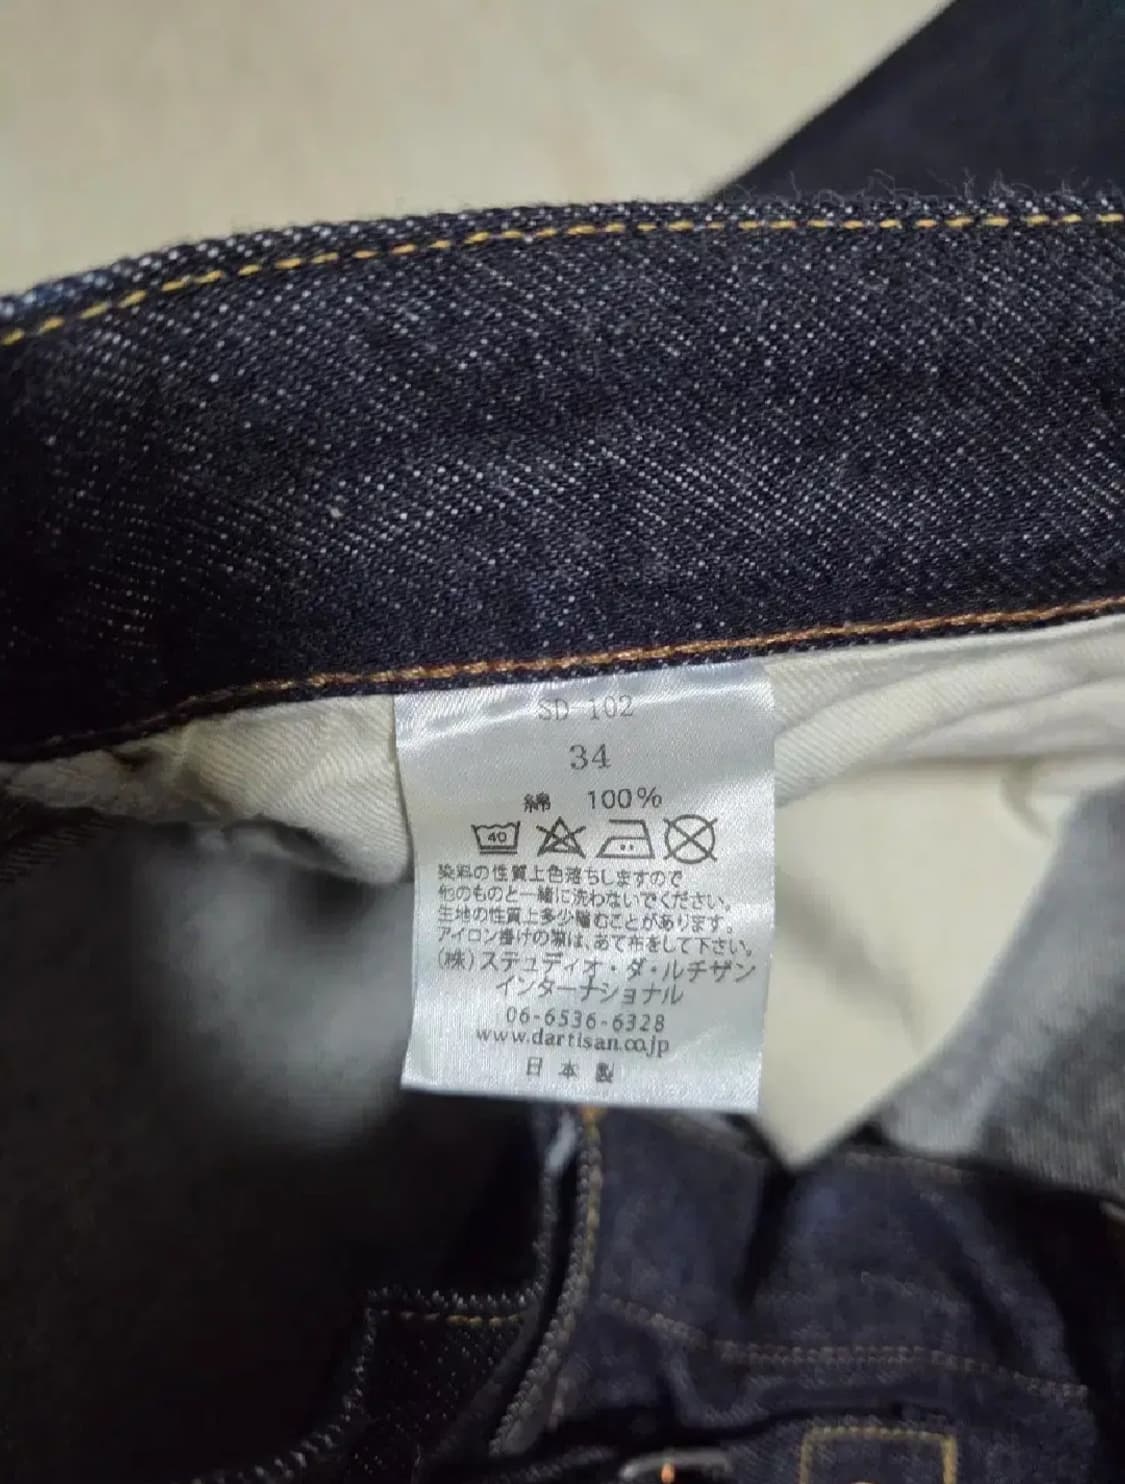 SD-102
34
綿 100%
40
染料の性質上色落ちしますので
他のものと一緒に洗わないでください。
生地の性質上多少縮むことがあります。
アイロン掛けの際は、あて布をして下さい。
(株)ステュディオ・ダ・ルチザン
インターナショナル
06-6536-6328
www.dartisan.co.jp
日本製